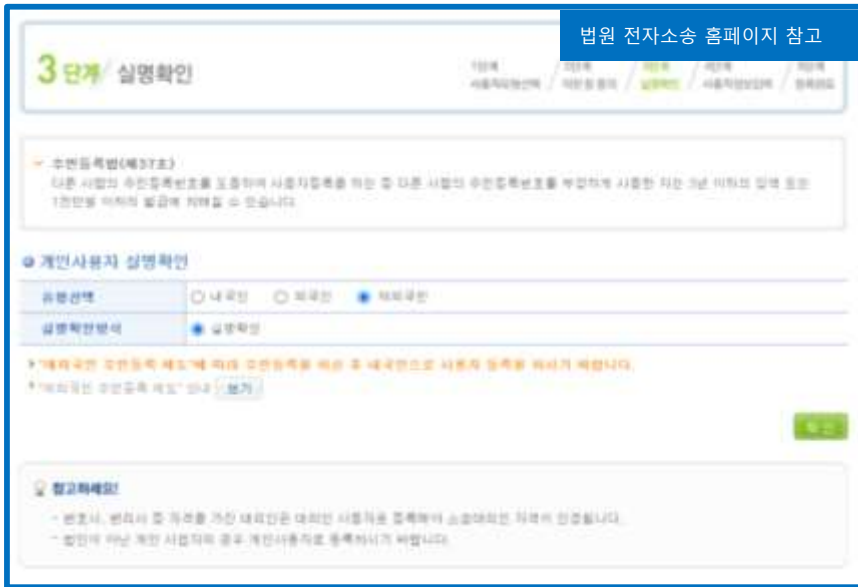 법원 전자소송 홈페이지 참고
3 단계/ 실명확인
1단계 2단계 3단계 4단계 5단계
사용자유형선택 / 약관 등 동의 / 실명확인 / 사용자정보입력 / 등록완료
주민등록법(제37조)
다른 사람의 주민등록번호를 도용하여 사용자등록을 하는 등 다른 사람의 주민등록번호를 부정하게 사용한 자는 3년 이하의 징역 또는
1천만원 이하의 벌금에 처해질 수 있습니다.
개인사용자 실명확인
유형선택 내국인 외국인 재외국민
실명확인방식 실명확인
"재외국민 주민등록 제도"에 따라 주민등록을 하신 후 내국민으로 사용자 등록을 하시기 바랍니다.
"재외국민 주민등록 제도" 안내 보기
확인
참고하세요!
- 변호사, 변리사 등 자격을 가진 대리인은 대리인 사용자로 등록해야 소송대리인 자격이 인정됩니다.
- 법인이 아닌 개인 사업자의 경우 개인사용자로 등록하시기 바랍니다.